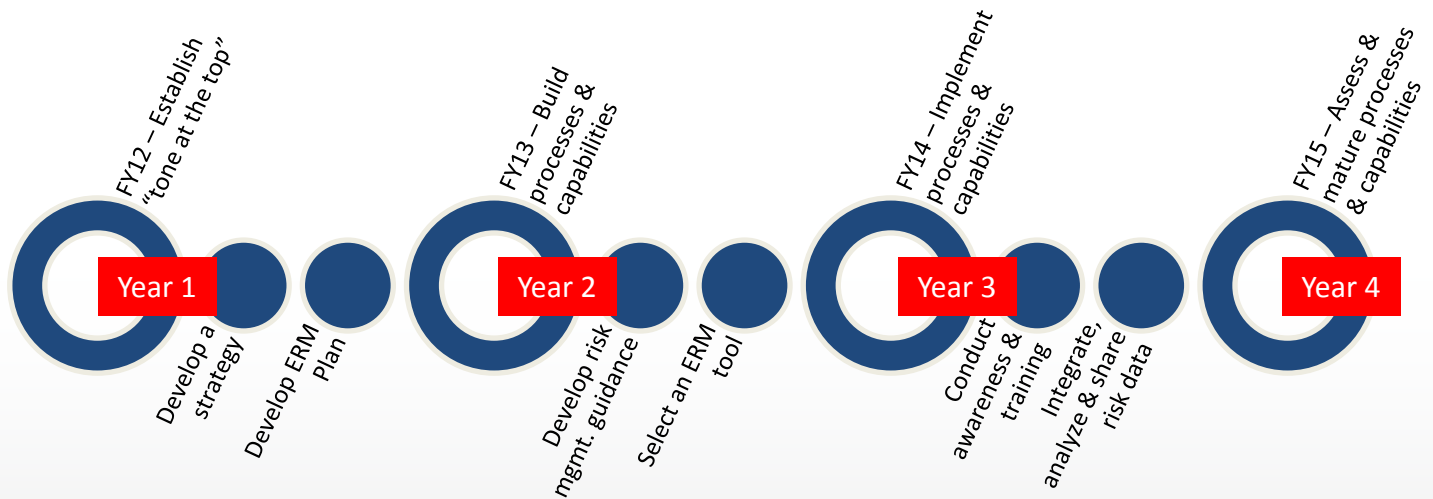 FY12 – Establish
“tone at the top”
Year 1
Develop a
strategy
Develop ERM
Plan
FY13 – Build
processes &
capabilities
Year 2
Develop risk
mgmt. guidance
Select an ERM
tool
FY14 – Implement
processes &
capabilities
Year 3
Conduct
awareness &
training
Integrate,
analyze & share
risk data
FY15 – Assess &
mature processes
& capabilities
Year 4